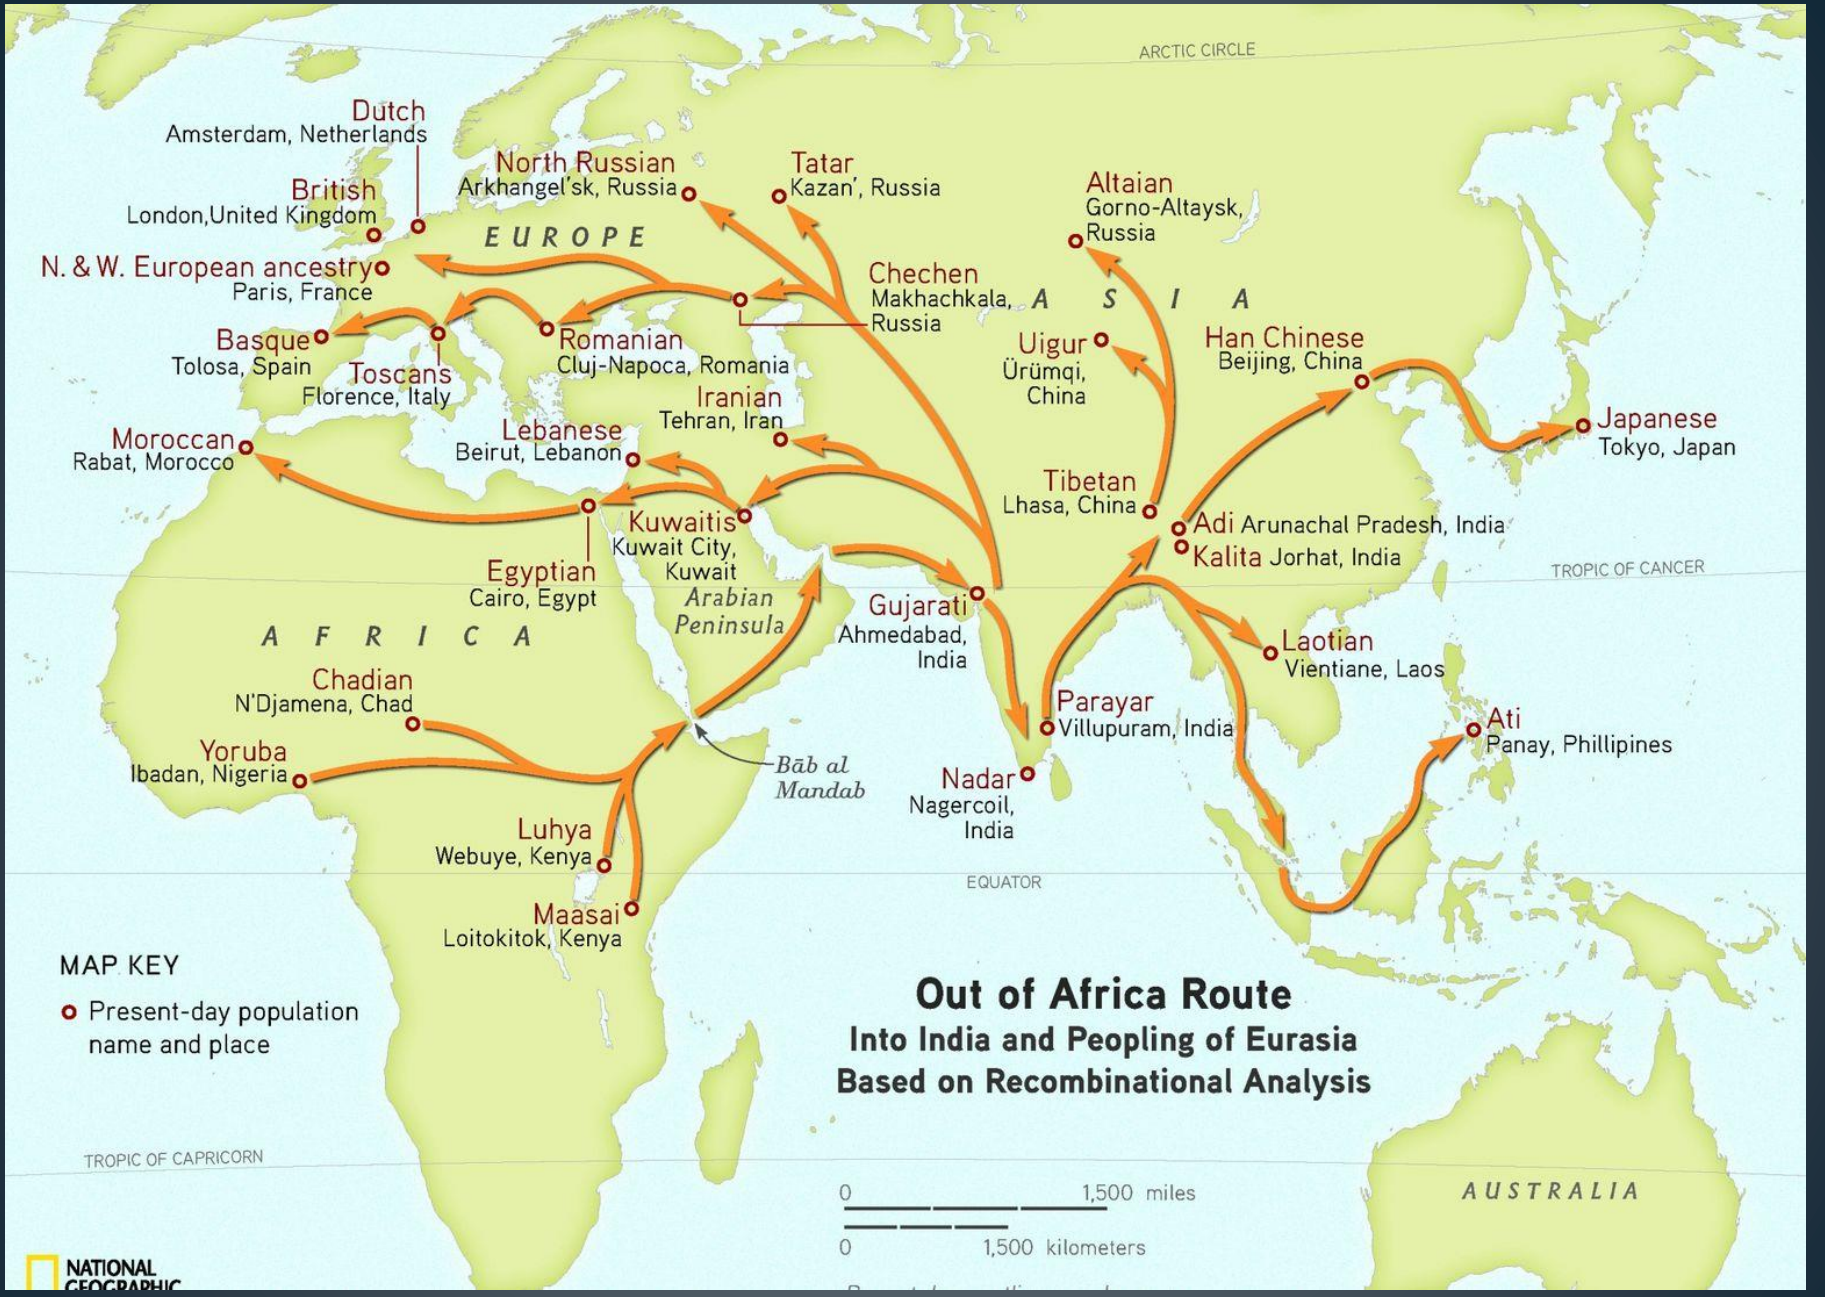 ARCTIC CIRCLE
Dutch
Amsterdam, Netherlands
North Russian
Arkhangel'sk, Russia
Tatar
Kazan', Russia
Altaian
Gorno-Altaysk,
Russia
British
London,United Kingdom
EUROPE
N. & W. European ancestry
Paris, France
Chechen
Makhachkala,
Russia
ASIA
Basque
Tolosa, Spain
Toscans
Florence, Italy
Romanian
Cluj-Napoca, Romania
Uigur
Ürümqi,
China
Han Chinese
Beijing, China
Iranian
Tehran, Iran
Japanese
Tokyo, Japan
Moroccan
Rabat, Morocco
Lebanese
Beirut, Lebanon
Tibetan
Lhasa, China
Kuwaitis
Kuwait City,
Kuwait
Adi Arunachal Pradesh, India
Kalita Jorhat, India
Egyptian
Cairo, Egypt
TROPIC OF CANCER
Arabian
Peninsula
Gujarati
Ahmedabad,
India
AFRICA
Laotian
Vientiane, Laos
Chadian
N'Djamena, Chad
Parayar
Villupuram, India
Ati
Panay, Phillipines
Yoruba
Ibadan, Nigeria
Bāb al
Mandab
Nadar
Nagercoil,
India
Luhya
Webuye, Kenya
EQUATOR
Maasai
Loitokitok, Kenya
MAP KEY
Present-day population
name and place
Out of Africa Route
Into India and Peopling of Eurasia
Based on Recombinational Analysis
TROPIC OF CAPRICORN
0 1,500 miles
0 1,500 kilometers
AUSTRALIA
NATIONAL
GEOGRAPHIC